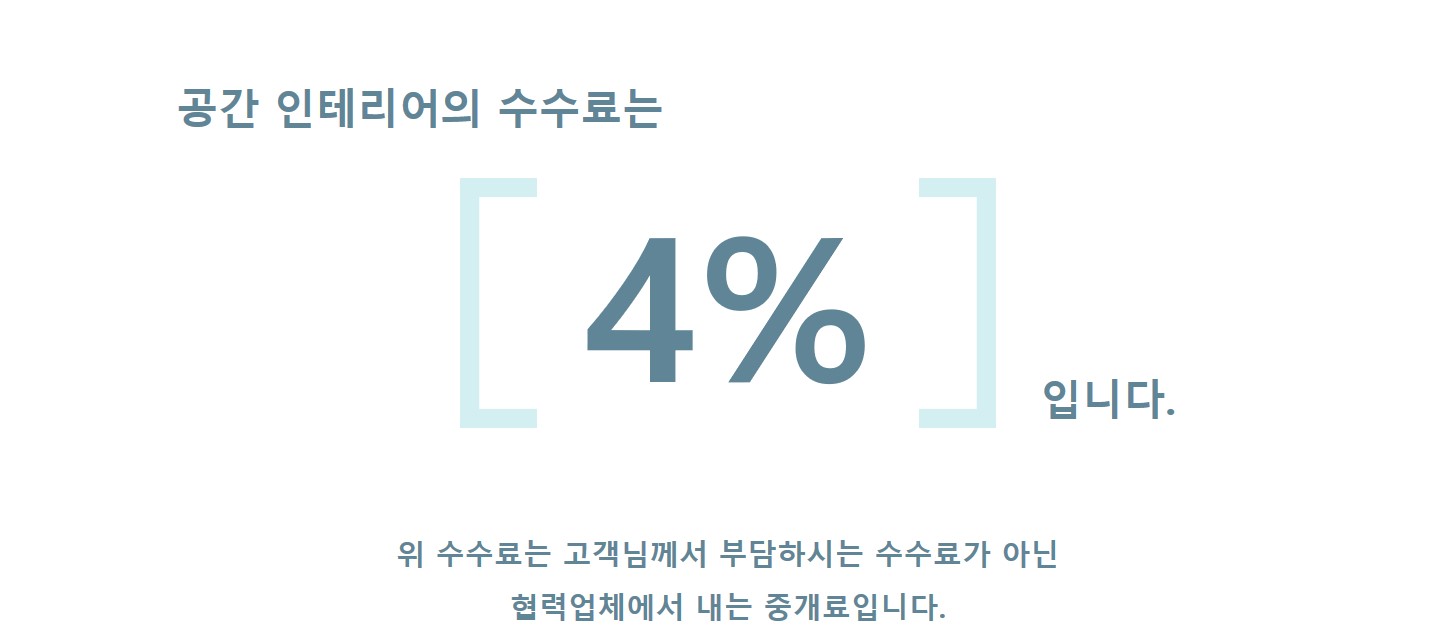 공간 인테리어의 수수료는
4%
입니다.
위 수수료는 고객님께서 부담하시는 수수료가 아닌
협력업체에서 내는 중개료입니다.